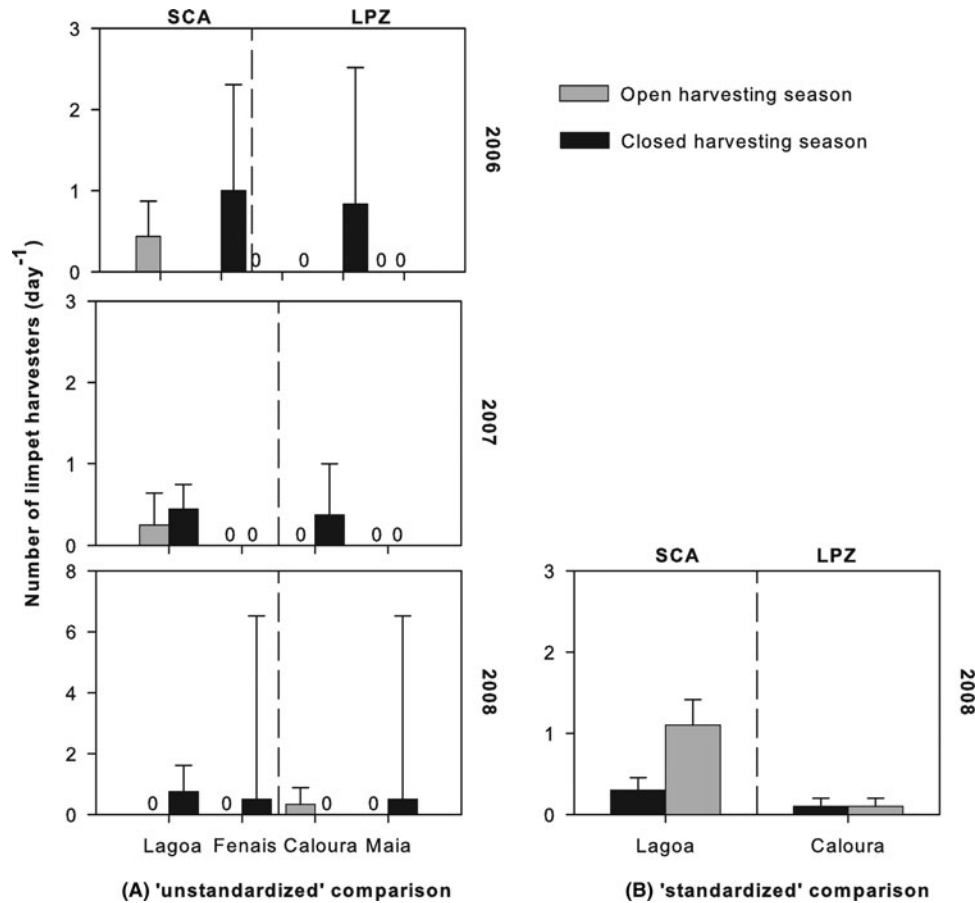 SCA LPZ
3
2
1
0
0 0 0 0
2006
Open harvesting season
Closed harvesting season
Number of limpet harvesters (day-1)
3
2
1
0
0 0 0 0 0
2007
8
6
4
2
0
0 0 0 0
2008
Lagoa Fenais Caloura Maia
(A) 'unstandardized' comparison
SCA LPZ
3
2
1
0
2008
Lagoa Caloura
(B) 'standardized' comparison